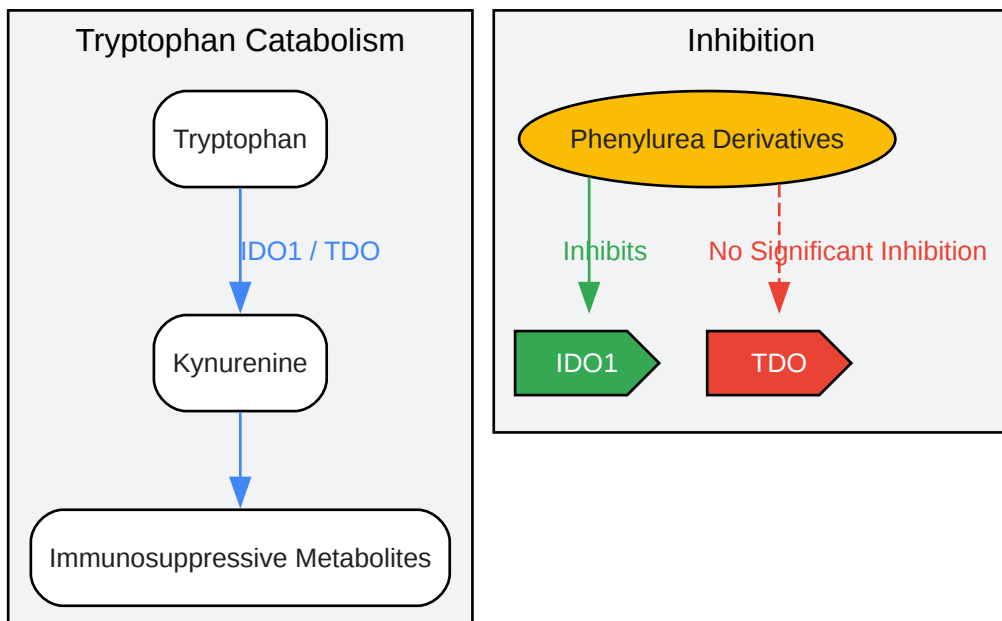 Tryptophan Catabolism
Tryptophan
IDO1 / TDO
Kynurenine
Immunosuppressive Metabolites
Inhibition
Phenylurea Derivatives
Inhibits
No Significant Inhibition
IDO1
TDO